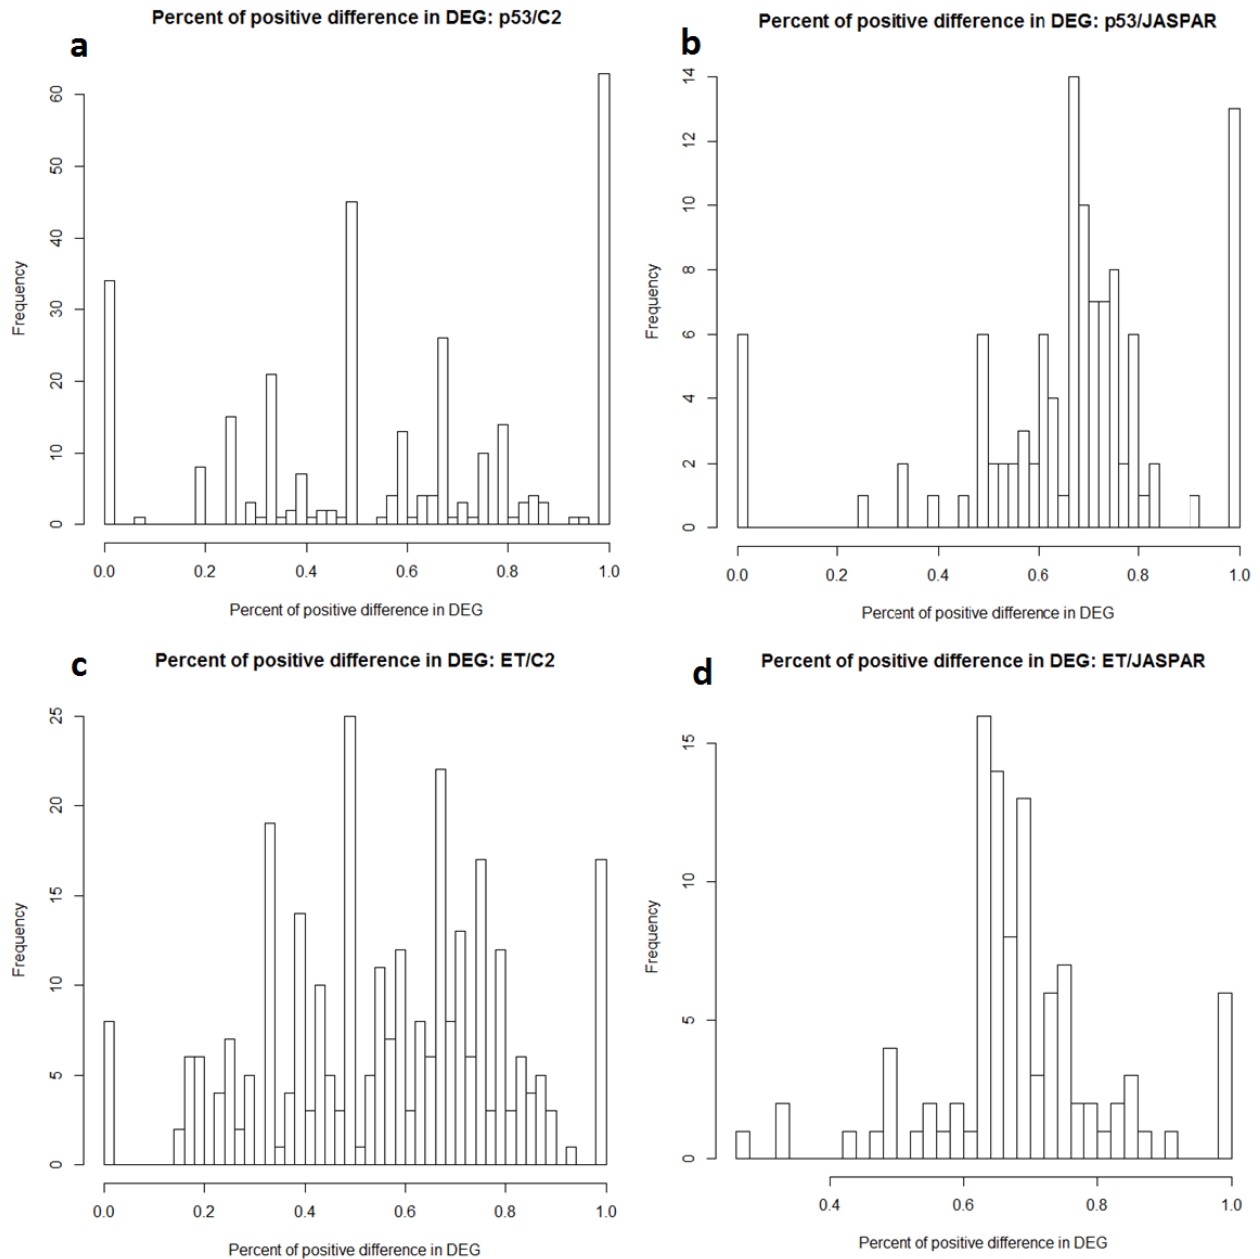 Percent of positive difference in DEG: p53/C2
a
60
50
40
30
20
10
0
Frequency
0.0 0.2 0.4 0.6 0.8 1.0
Percent of positive difference in DEG
Percent of positive difference in DEG: p53/JASPAR
b
14
12
10
8
6
4
2
0
Frequency
0.0 0.2 0.4 0.6 0.8 1.0
Percent of positive difference in DEG
Percent of positive difference in DEG: ET/C2
c
25
20
15
10
5
0
Frequency
0.0 0.2 0.4 0.6 0.8 1.0
Percent of positive difference in DEG
Percent of positive difference in DEG: ET/JASPAR
d
15
10
5
0
Frequency
0.4 0.6 0.8 1.0
Percent of positive difference in DEG